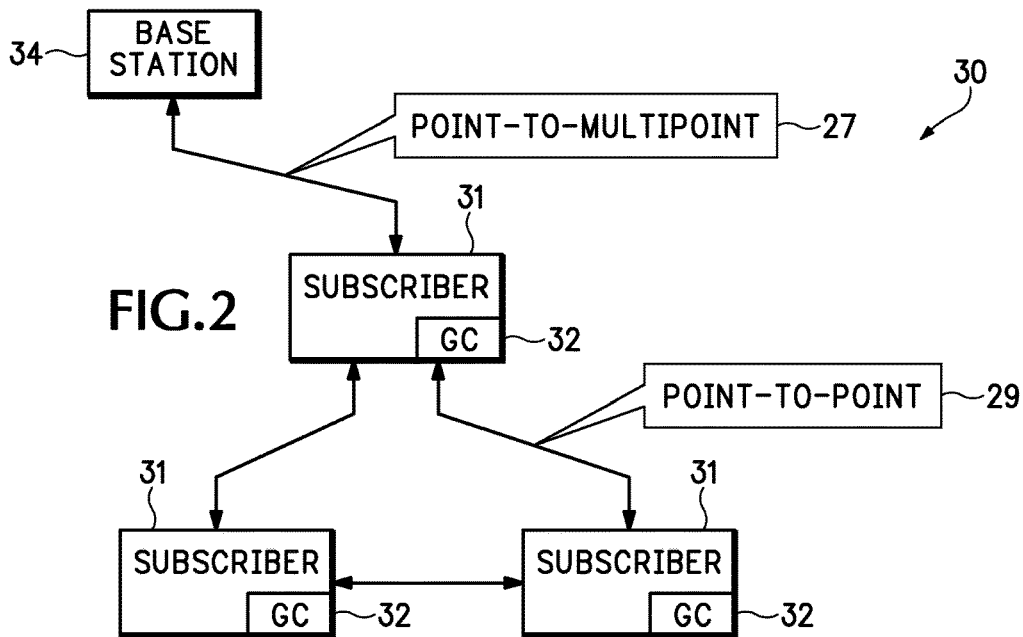 34
BASE
STATION
30
POINT-TO-MULTIPOINT
27
31
SUBSCRIBER
FIG.2
GC
32
POINT-TO-POINT
29
31
31
SUBSCRIBER
SUBSCRIBER
GC
32
GC
32